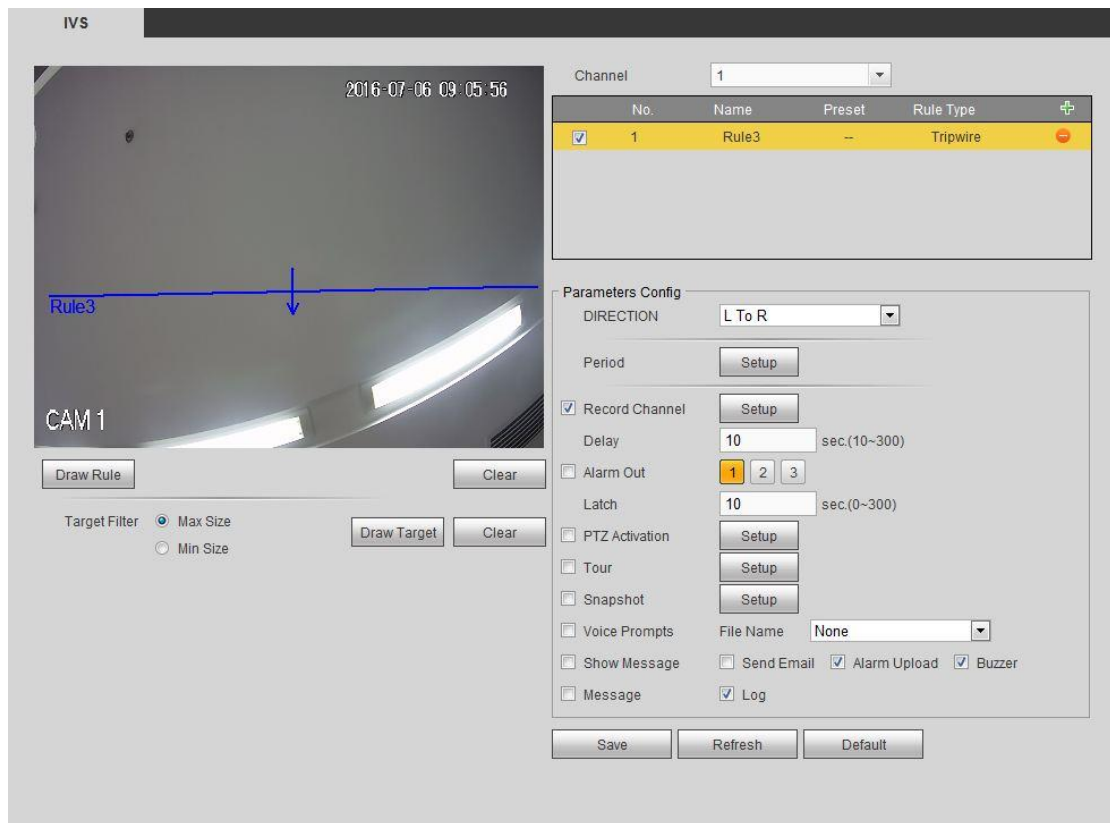 IVS
2016-07-06 09:05:56
Rule3
CAM 1
Draw Rule Clear
Target Filter Max Size Draw Target Clear
Min Size
Channel 1
No. Name Preset Rule Type
1 Rule3 -- Tripwire
Parameters Config
DIRECTION L To R
Period Setup
Record Channel Setup
Delay 10 sec.(10~300)
Alarm Out 1 2 3
Latch 10 sec.(0~300)
PTZ Activation Setup
Tour Setup
Snapshot Setup
Voice Prompts File Name None
Show Message Send Email Alarm Upload Buzzer
Message Log
Save Refresh Default